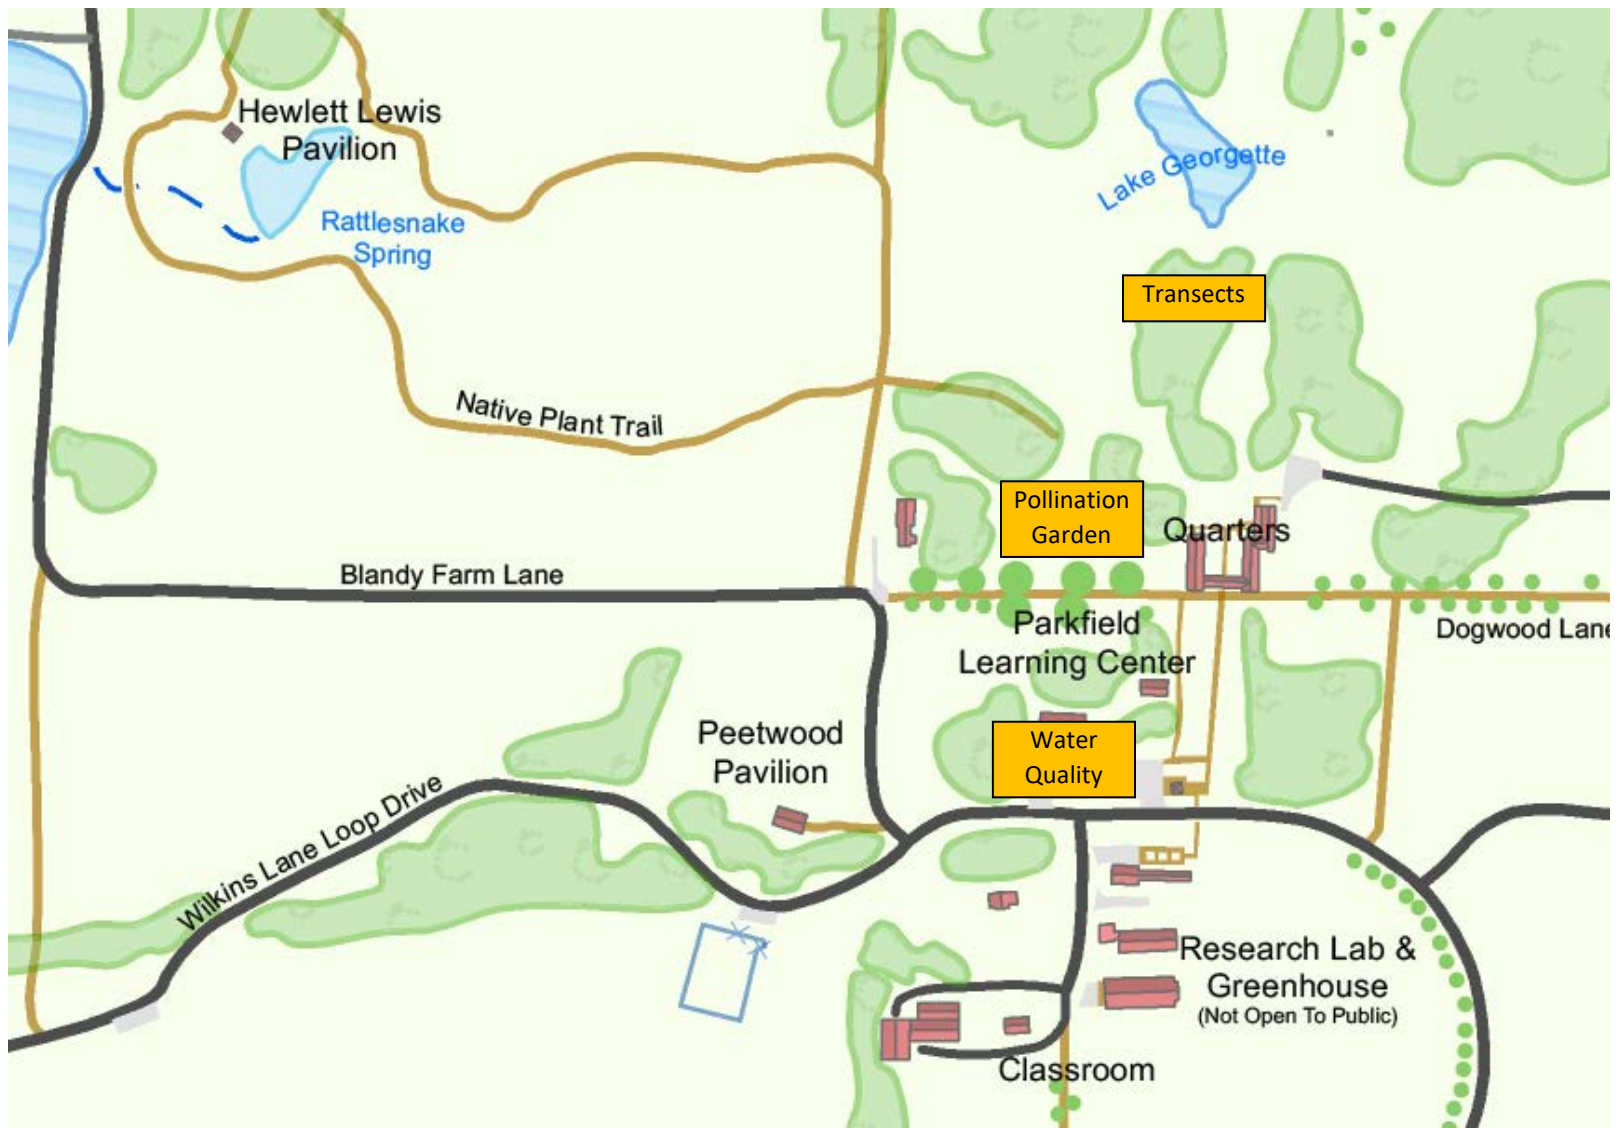 Hewlett Lewis
Pavilion
Lake Georgette
Rattlesnake
Spring
Transects
Native Plant Trail
Pollination
Garden
Quarters
Blandy Farm Lane
Parkfield
Learning Center
Dogwood Lane
Peetwood
Pavilion
Water
Quality
Wilkins Lane Loop Drive
Research Lab &
Greenhouse
(Not Open To Public)
Classroom